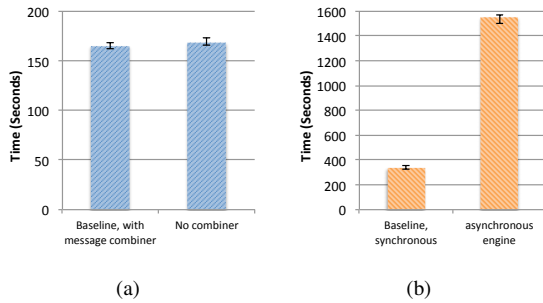 Time (Seconds)
200
150
100
50
0
Baseline, with
message combiner
No combiner
(a)
Time (Seconds)
1600
1400
1200
1000
800
600
400
200
0
Baseline,
synchronous
asynchronous
engine
(b)